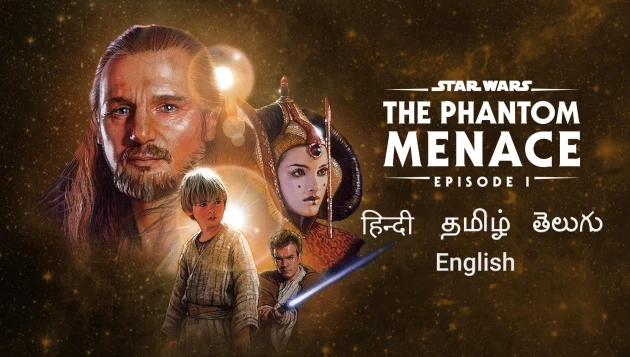 STAR WARS
THE PHANTOM
MENACE
EPISODE I
हिन्दी தமிழ் తెలుగు
English